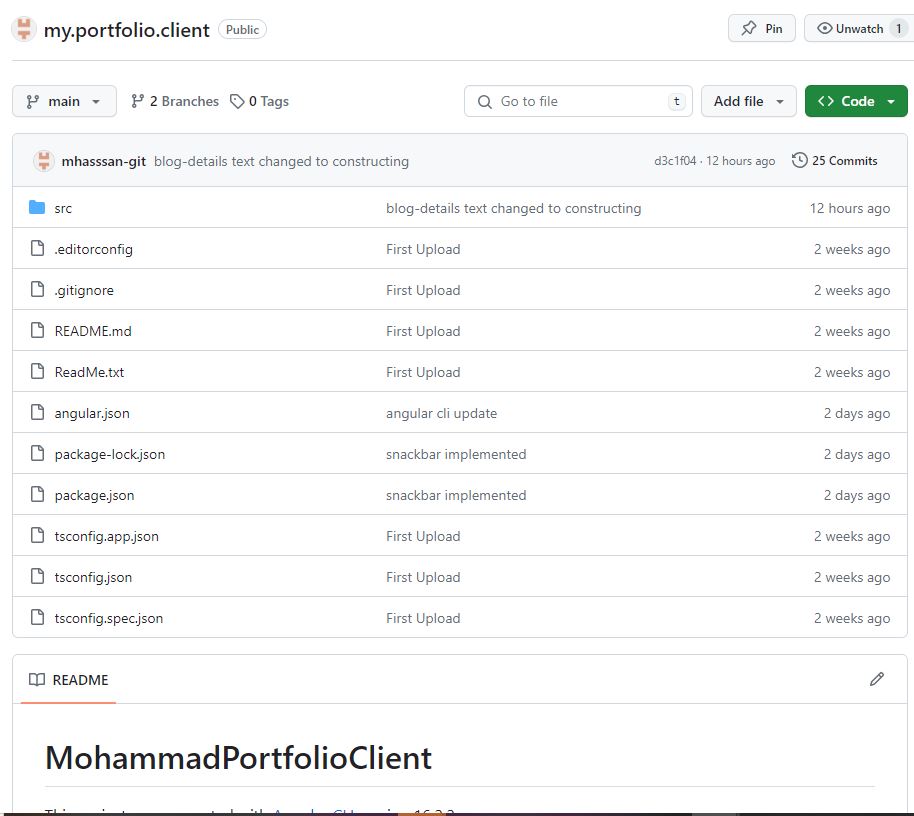 my.portfolio.client Public Pin Unwatch 1
main 2 Branches 0 Tags Go to file t Add file Code
mhasssan-git blog-details text changed to constructing d3c1f04 · 12 hours ago 25 Commits
src blog-details text changed to constructing 12 hours ago
.editorconfig First Upload 2 weeks ago
.gitignore First Upload 2 weeks ago
README.md First Upload 2 weeks ago
ReadMe.txt First Upload 2 weeks ago
angular.json angular cli update 2 days ago
package-lock.json snackbar implemented 2 days ago
package.json snackbar implemented 2 days ago
tsconfig.app.json First Upload 2 weeks ago
tsconfig.json First Upload 2 weeks ago
tsconfig.spec.json First Upload 2 weeks ago
README
MohammadPortfolioClient